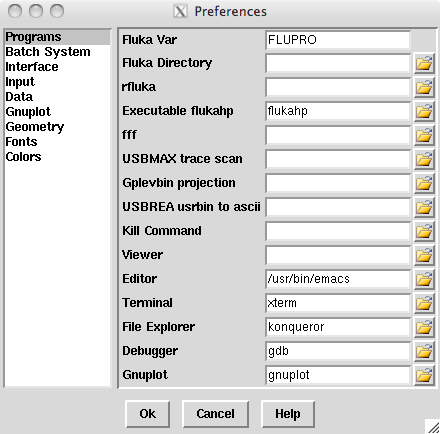 Preferences
Programs
Batch System
Interface
Input
Data
Gnuplot
Geometry
Fonts
Colors
Fluka Var FLUPRO
Fluka Directory
rfluka
Executable flukahp flukahp
fff
USBMAX trace scan
Gplevbin projection
USBREA usrbin to ascii
Kill Command
Viewer
Editor /usr/bin/emacs
Terminal xterm
File Explorer konqueror
Debugger gdb
Gnuplot gnuplot
Ok Cancel Help